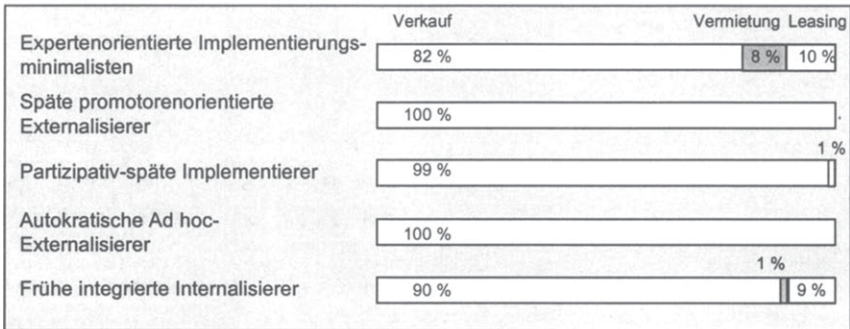 Verkauf Vermietung Leasing
Expertenorientierte Implementierungs-
minimalisten
82 % 8 % 10 %
Späte promotorenorientierte
Externalisierer
100 %
1 %
Partizipativ-späte Implementierer
99 %
Autokratische Ad hoc-
Externalisierer
100 %
1 %
Frühe integrierte Internalisierer
90 % 9 %